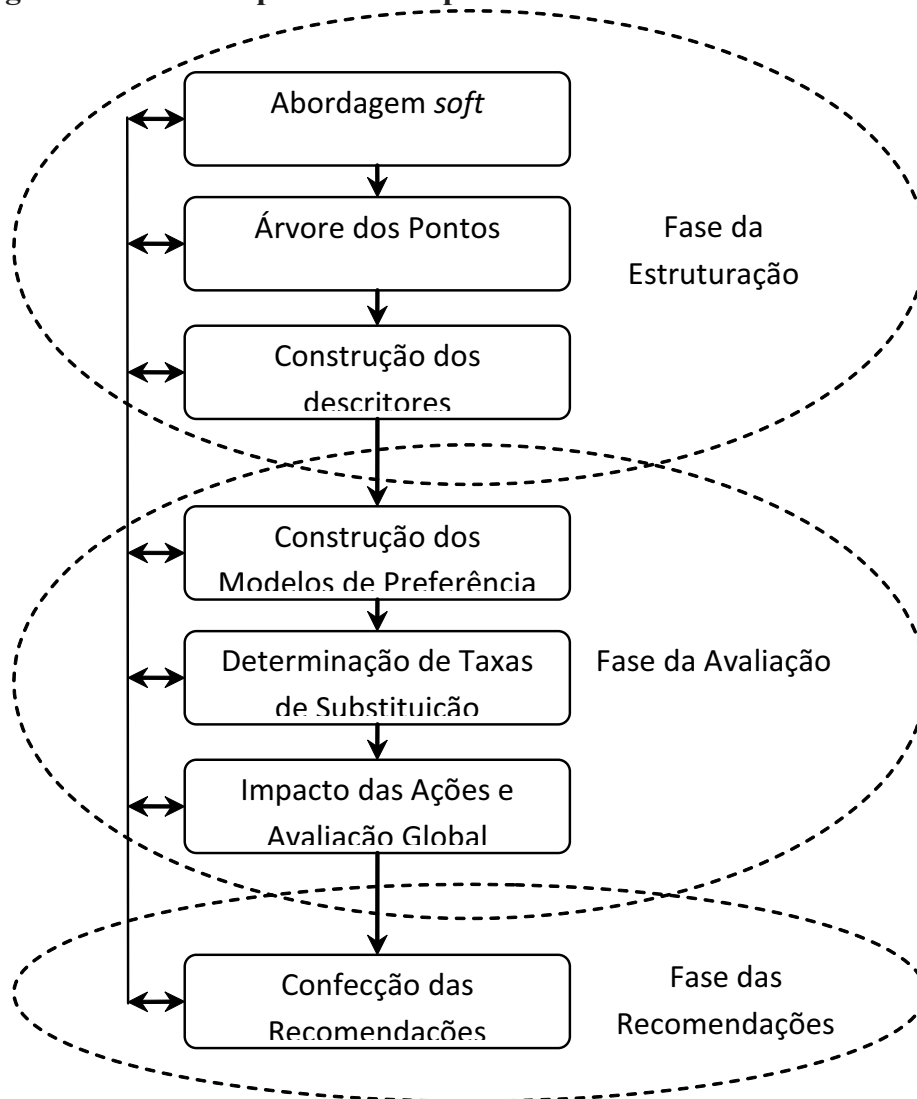 Abordagem soft
Árvore dos Pontos
Fase da
Estruturação
Construção dos
descritores
Construção dos
Modelos de Preferência
Determinação de Taxas
de Substituição
Fase da Avaliação
Impacto das Ações e
Avaliação Global
Confecção das
Recomendações
Fase das
Recomendações